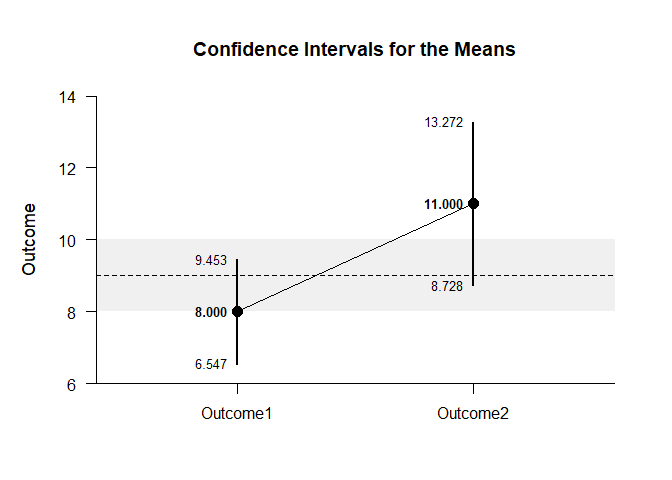 Confidence Intervals for the Means
14
12
10
8
6
Outcome
13.272
11.000
8.728
9.453
8.000
6.547
Outcome1
Outcome2